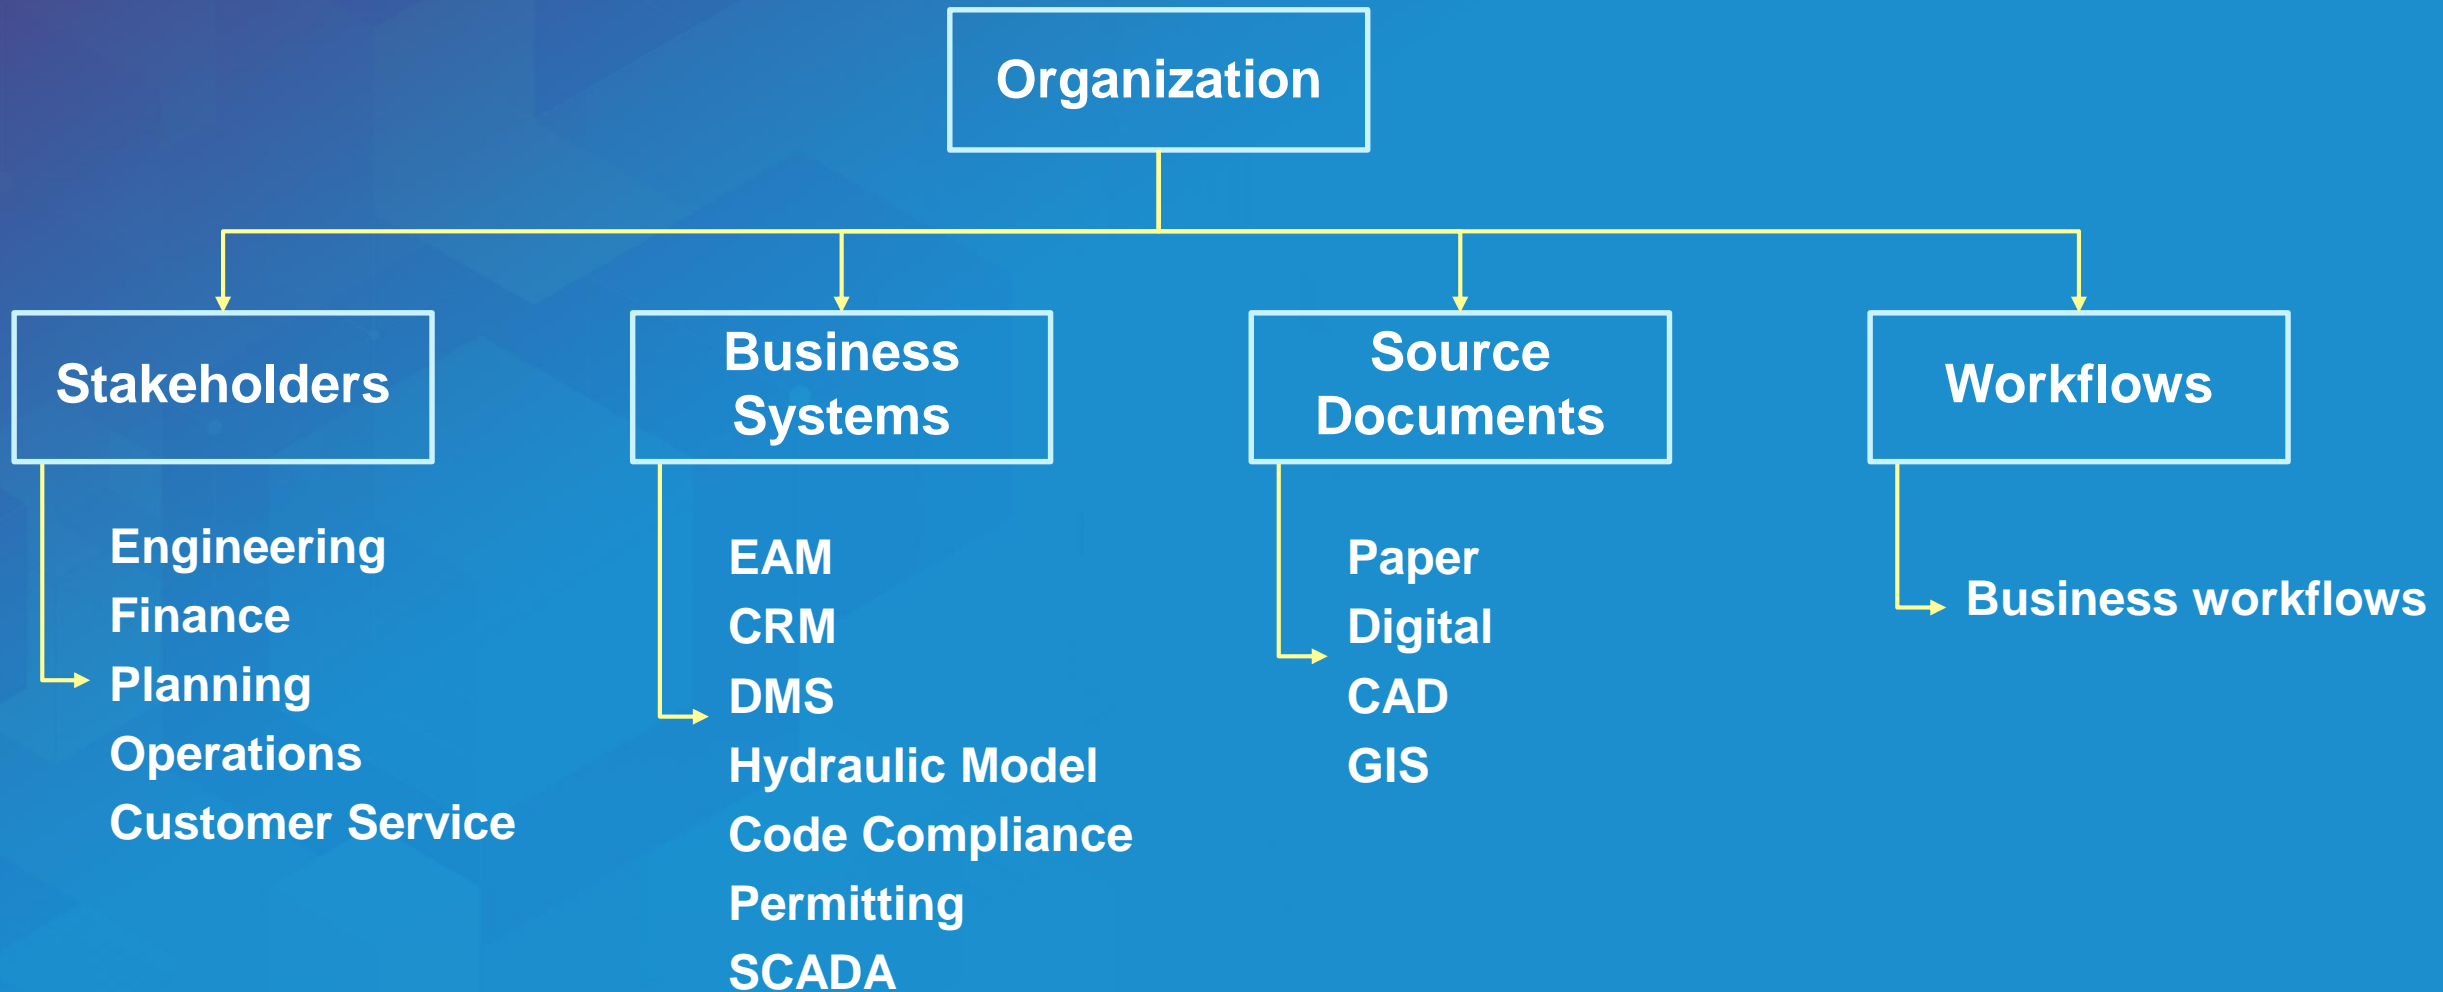 Organization
Stakeholders
Business
Systems
Source
Documents
Workflows
Engineering
Finance
Planning
Operations
Customer Service
EAM
CRM
DMS
Hydraulic Model
Code Compliance
Permitting
SCADA
Paper
Digital
CAD
GIS
Business workflows